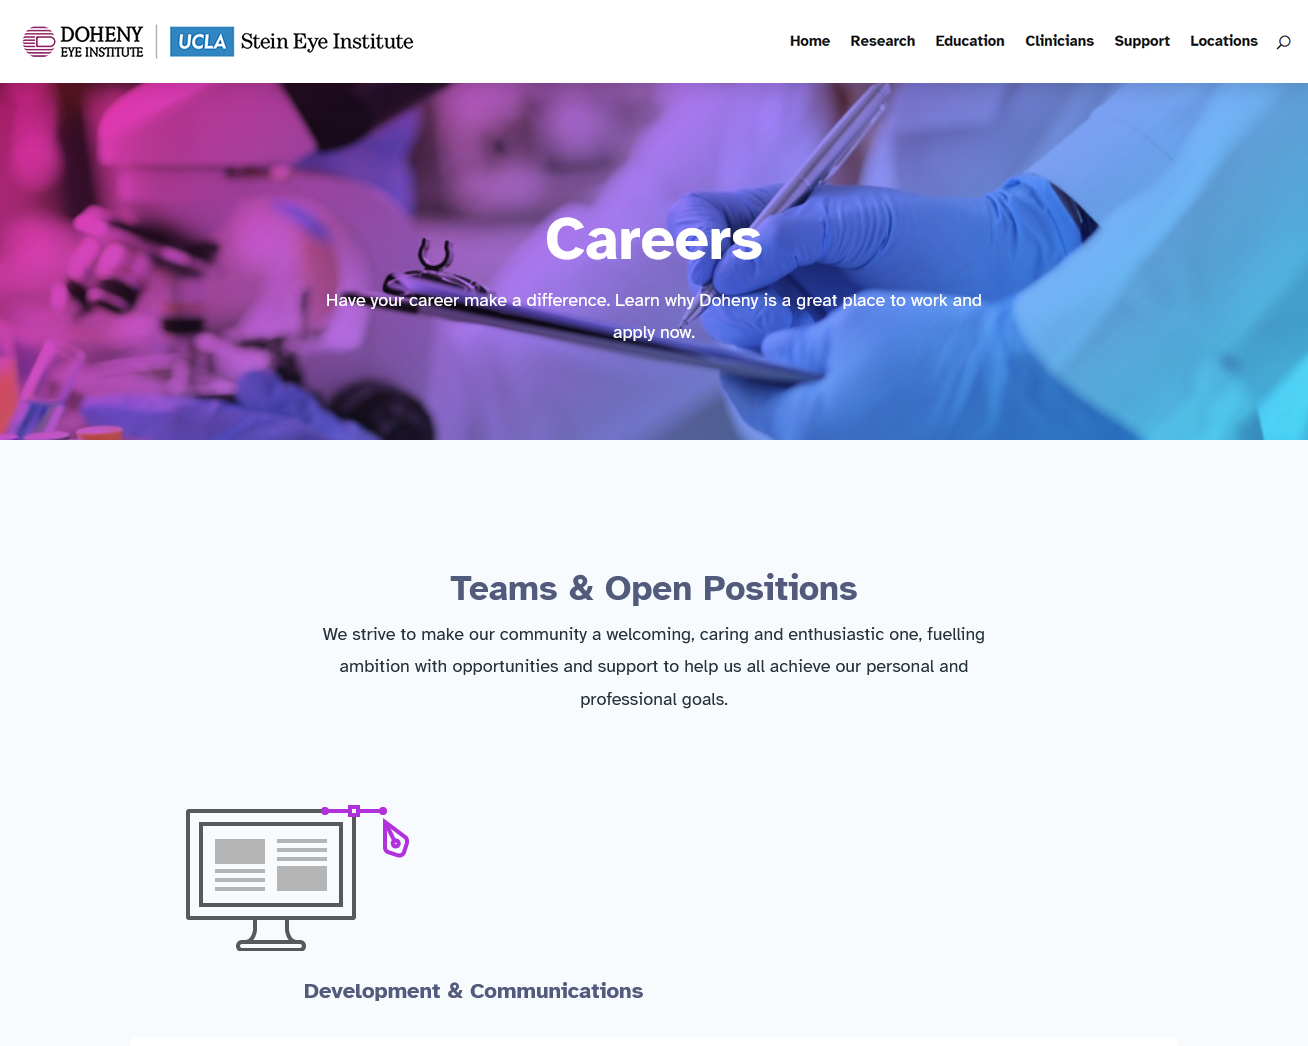 DOHENY
EYE INSTITUTE
UCLA Stein Eye Institute
Home Research Education Clinicians Support Locations
Careers
Have your career make a difference. Learn why Doheny is a great place to work and
apply now.
Teams & Open Positions
We strive to make our community a welcoming, caring and enthusiastic one, fuelling
ambition with opportunities and support to help us all achieve our personal and
professional goals.
Development & Communications